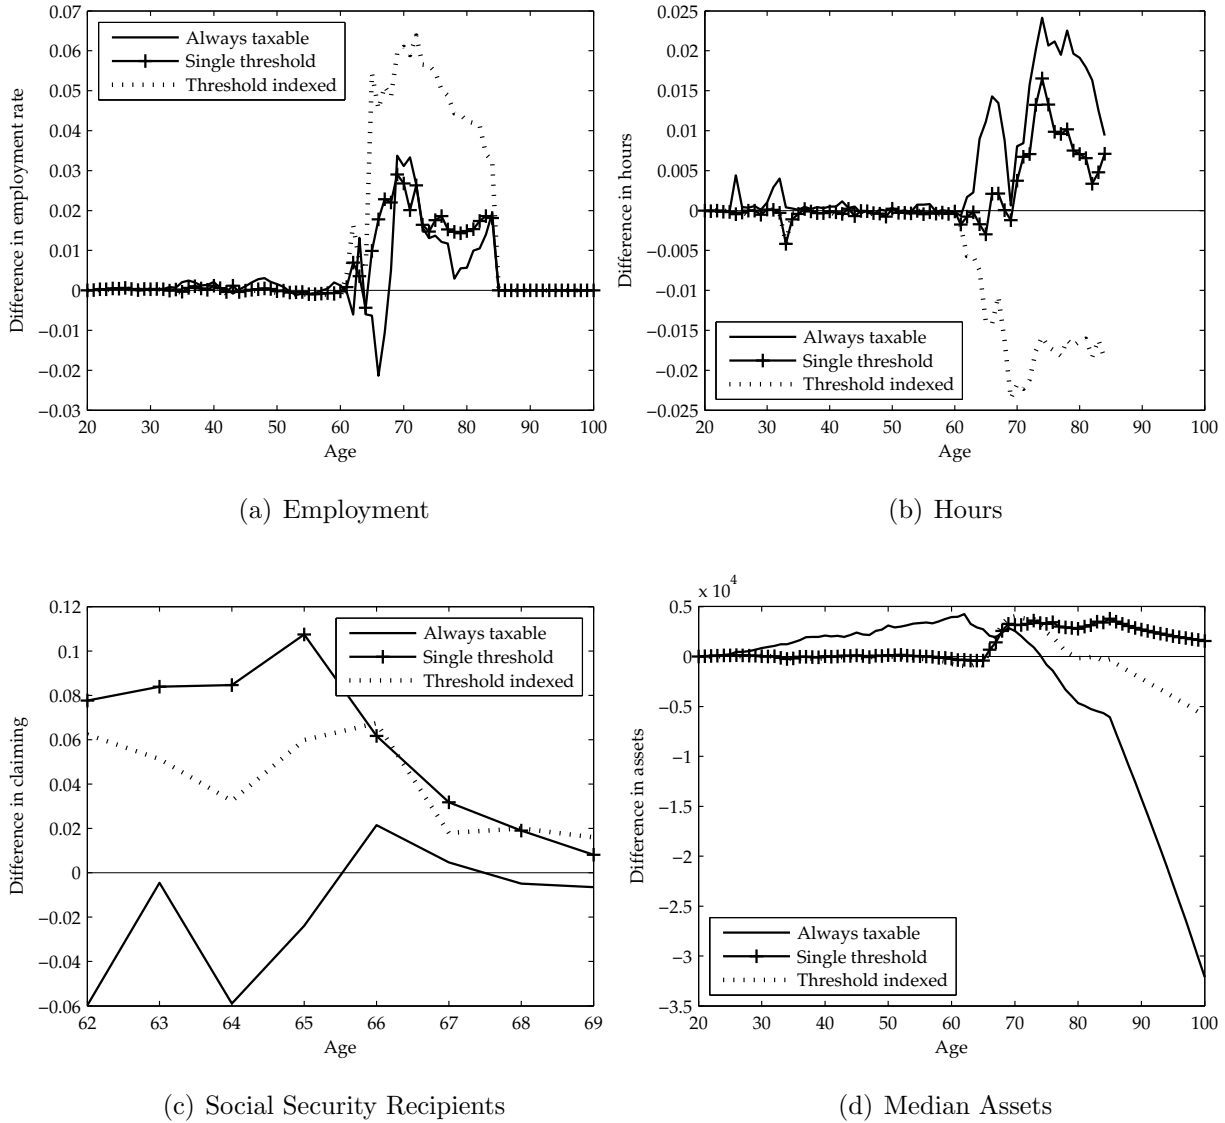 0.07
0.06
0.05
0.04
0.03
0.02
0.01
0
−0.01
−0.02
−0.03
Difference in employment rate
Always taxable
Single threshold
Threshold indexed
20 30 40 50 60 70 80 90 100
Age
(a) Employment
0.025
0.02
0.015
0.01
0.005
0
−0.005
−0.01
−0.015
−0.02
−0.025
Difference in hours
Always taxable
Single threshold
Threshold indexed
20 30 40 50 60 70 80 90 100
Age
(b) Hours
0.12
0.1
0.08
0.06
0.04
0.02
0
−0.02
−0.04
−0.06
Difference in claiming
Always taxable
Single threshold
Threshold indexed
62 63 64 65 66 67 68 69
Age
(c) Social Security Recipients
x 10^4
0.5
0
−0.5
−1
−1.5
−2
−2.5
−3
−3.5
Difference in assets
Always taxable
Single threshold
Threshold indexed
20 30 40 50 60 70 80 90 100
Age
(d) Median Assets